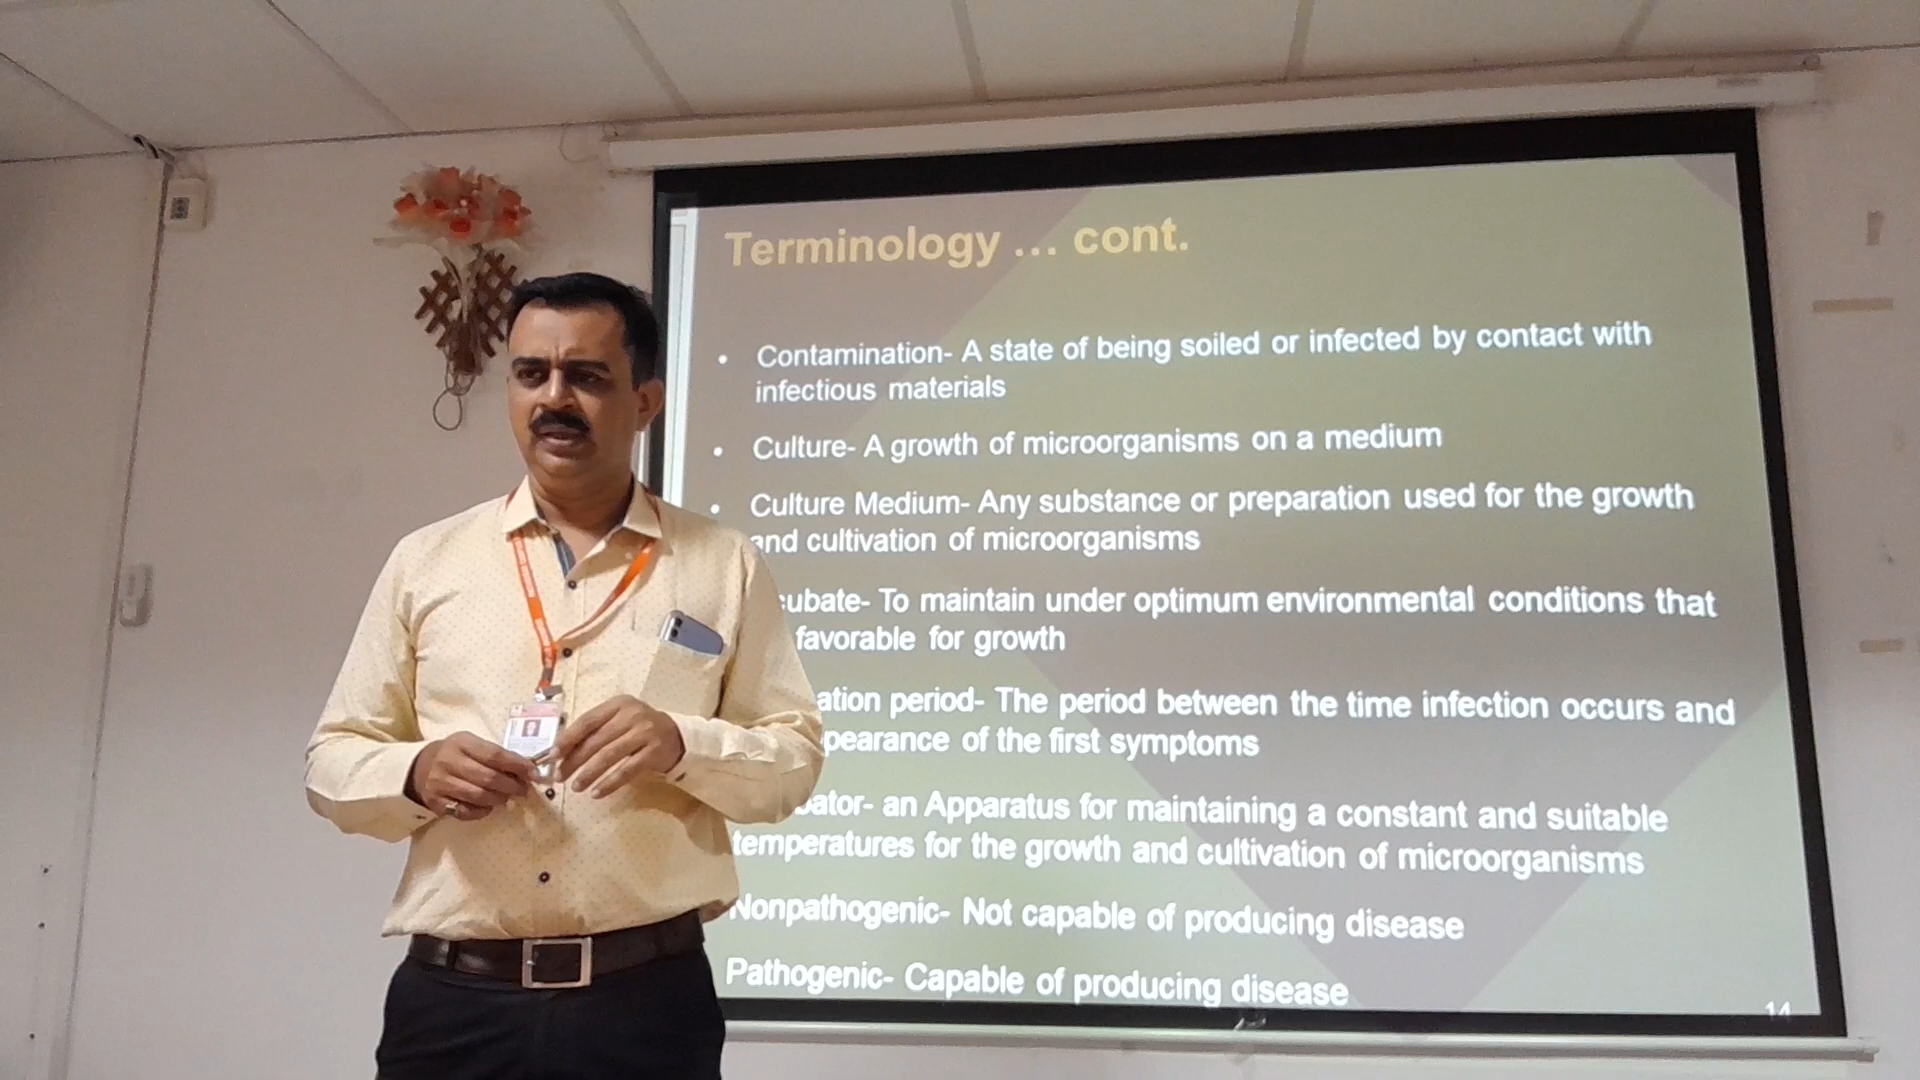 Terminology ... cont.
• Contamination- A state of being soiled or infected by contact with
infectious materials
• Culture- A growth of microorganisms on a medium
• Culture Medium- Any substance or preparation used for the growth
and cultivation of microorganisms
cubate- To maintain under optimum environmental conditions that
favorable for growth
ation period- The period between the time infection occurs and
pearance of the first symptoms
bator- an Apparatus for maintaining a constant and suitable
temperatures for the growth and cultivation of microorganisms
Nonpathogenic- Not capable of producing disease
Pathogenic- Capable of producing disease
14